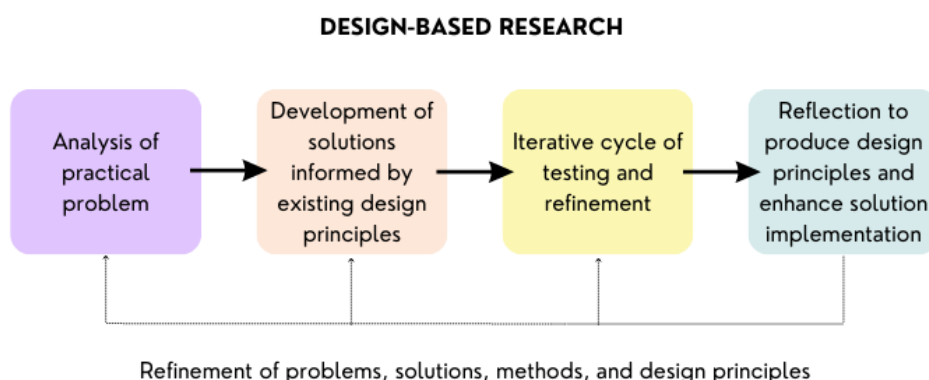 DESIGN-BASED RESEARCH
Analysis of
practical
problem
Development of
solutions
informed by
existing design
principles
Iterative cycle of
testing and
refinement
Reflection to
produce design
principles and
enhance solution
implementation
Refinement of problems, solutions, methods, and design principles